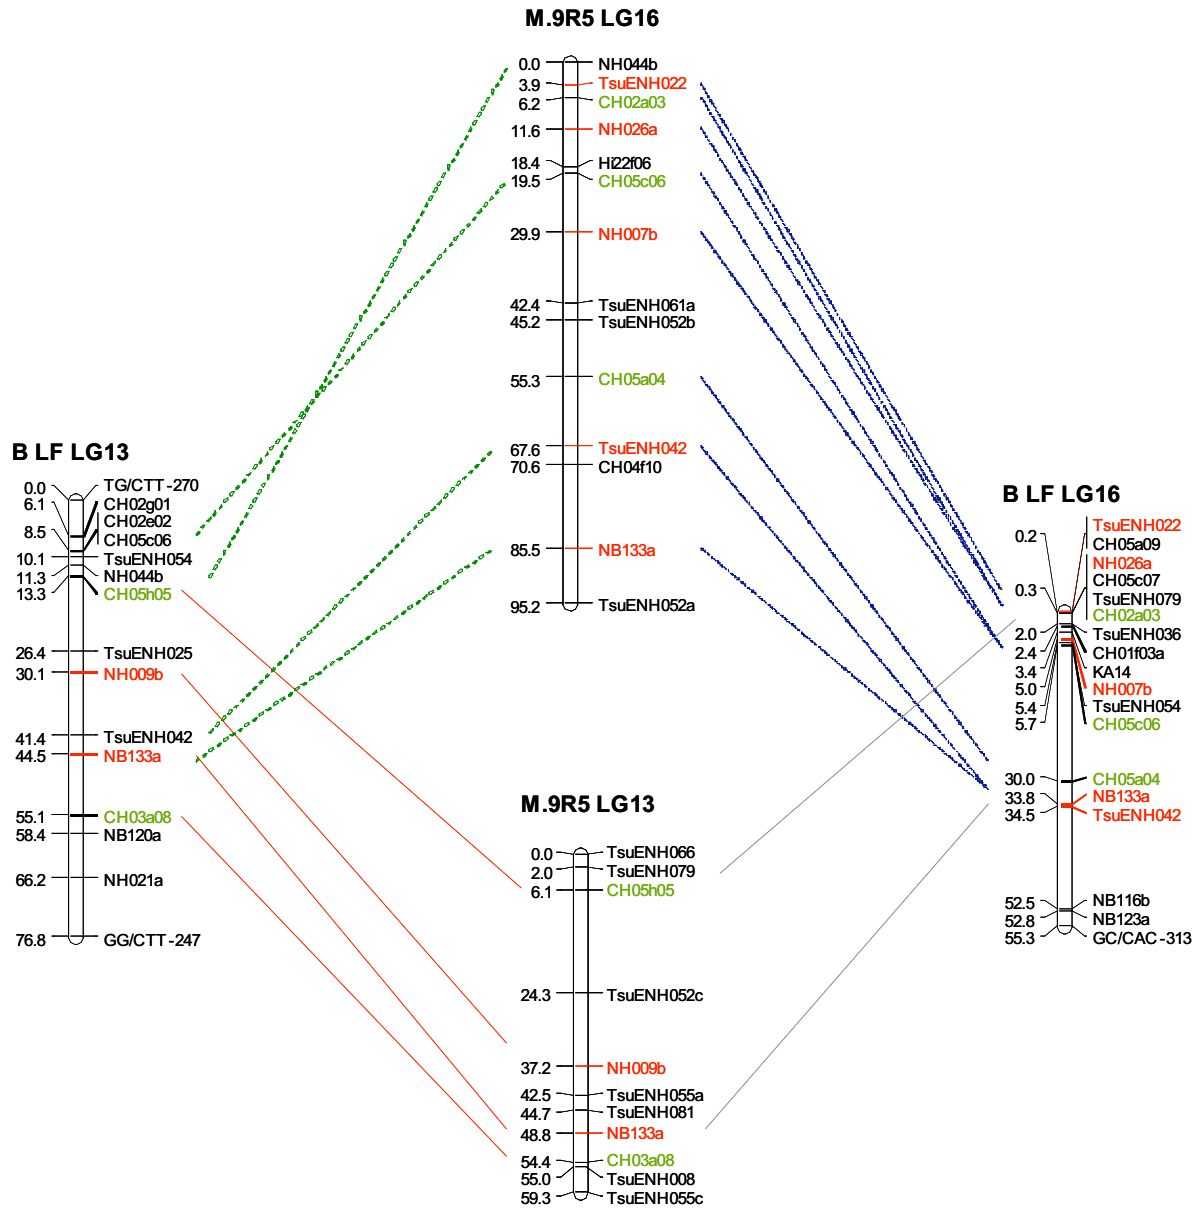 M.9R5 LG16
0.0 NH044b
3.9 TsuENH022
6.2 CH02a03
11.6 NH026a
18.4 Hi22f06
19.5 CH05c06
29.9 NH007b
42.4 TsuENH061a
45.2 TsuENH052b
55.3 CH05a04
67.6 TsuENH042
70.6 CH04f10
85.5 NB133a
95.2 TsuENH052a
B LF LG13
0.0 TG/CTT-270
6.1 CH02g01
CH02e02
8.5 CH05c06
10.1 TsuENH054
11.3 NH044b
13.3 CH05h05
26.4 TsuENH025
30.1 NH009b
41.4 TsuENH042
44.5 NB133a
55.1 CH03a08
58.4 NB120a
66.2 NH021a
76.8 GG/CTT-247
M.9R5 LG13
0.0 TsuENH066
2.0 TsuENH079
6.1 CH05h05
24.3 TsuENH052c
37.2 NH009b
42.5 TsuENH055a
44.7 TsuENH081
48.8 NB133a
54.4 CH03a08
55.0 TsuENH008
59.3 TsuENH055c
B LF LG16
TsuENH022
0.2 CH05a09
NH026a
CH05c07
0.3 TsuENH079
CH02a03
2.0 TsuENH036
2.4 CH01f03a
3.4 KA14
5.0 NH007b
5.4 TsuENH054
5.7 CH05c06
30.0 CH05a04
33.8 NB133a
34.5 TsuENH042
52.5 NB116b
52.8 NB123a
55.3 GC/CAC-313